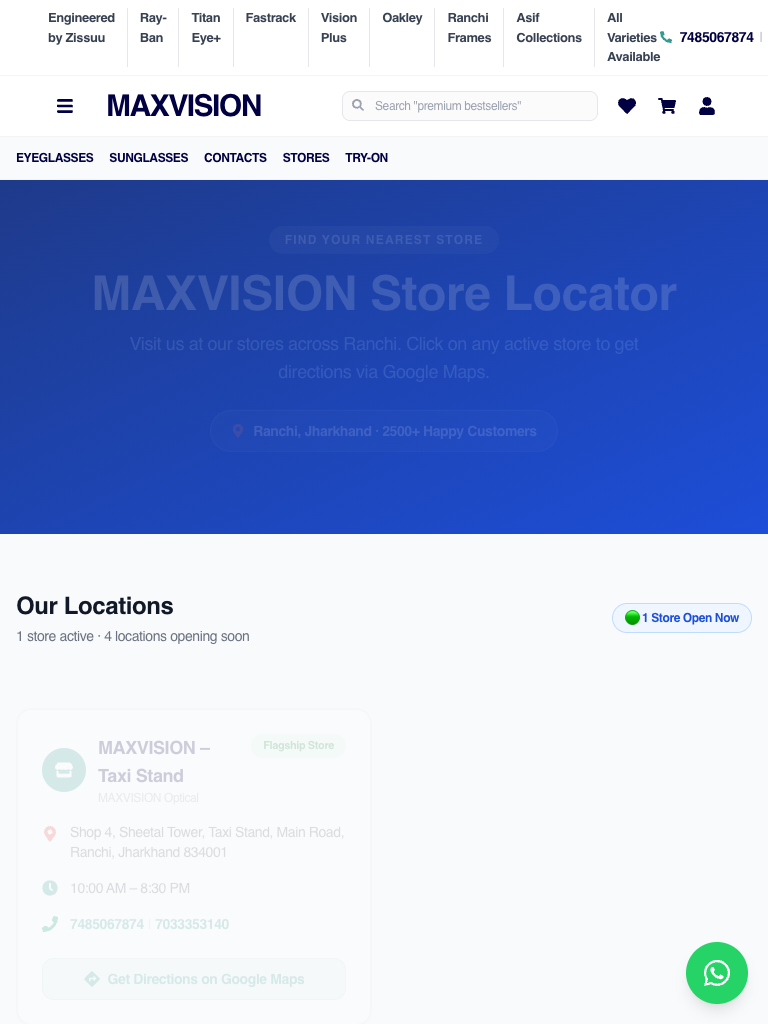 Engineered by Zissuu
Ray-Ban
Titan Eye+
Fastrack
Vision Plus
Oakley
Ranchi Frames
Asif Collections
All Varieties Available
7485067874
MAXVISION
Search "premium bestsellers"
EYEGLASSES SUNGLASSES CONTACTS STORES TRY-ON
FIND YOUR NEAREST STORE
MAXVISION Store Locator
Visit us at our stores across Ranchi. Click on any active store to get
directions via Google Maps.
Ranchi, Jharkhand · 2500+ Happy Customers
Our Locations
1 store active · 4 locations opening soon
1 Store Open Now
MAXVISION –
Taxi Stand
Flagship Store
MAXVISION Optical
Shop 4, Sheetal Tower, Taxi Stand, Main Road,
Ranchi, Jharkhand 834001
10:00 AM – 8:30 PM
7485067874 | 7033353140
Get Directions on Google Maps